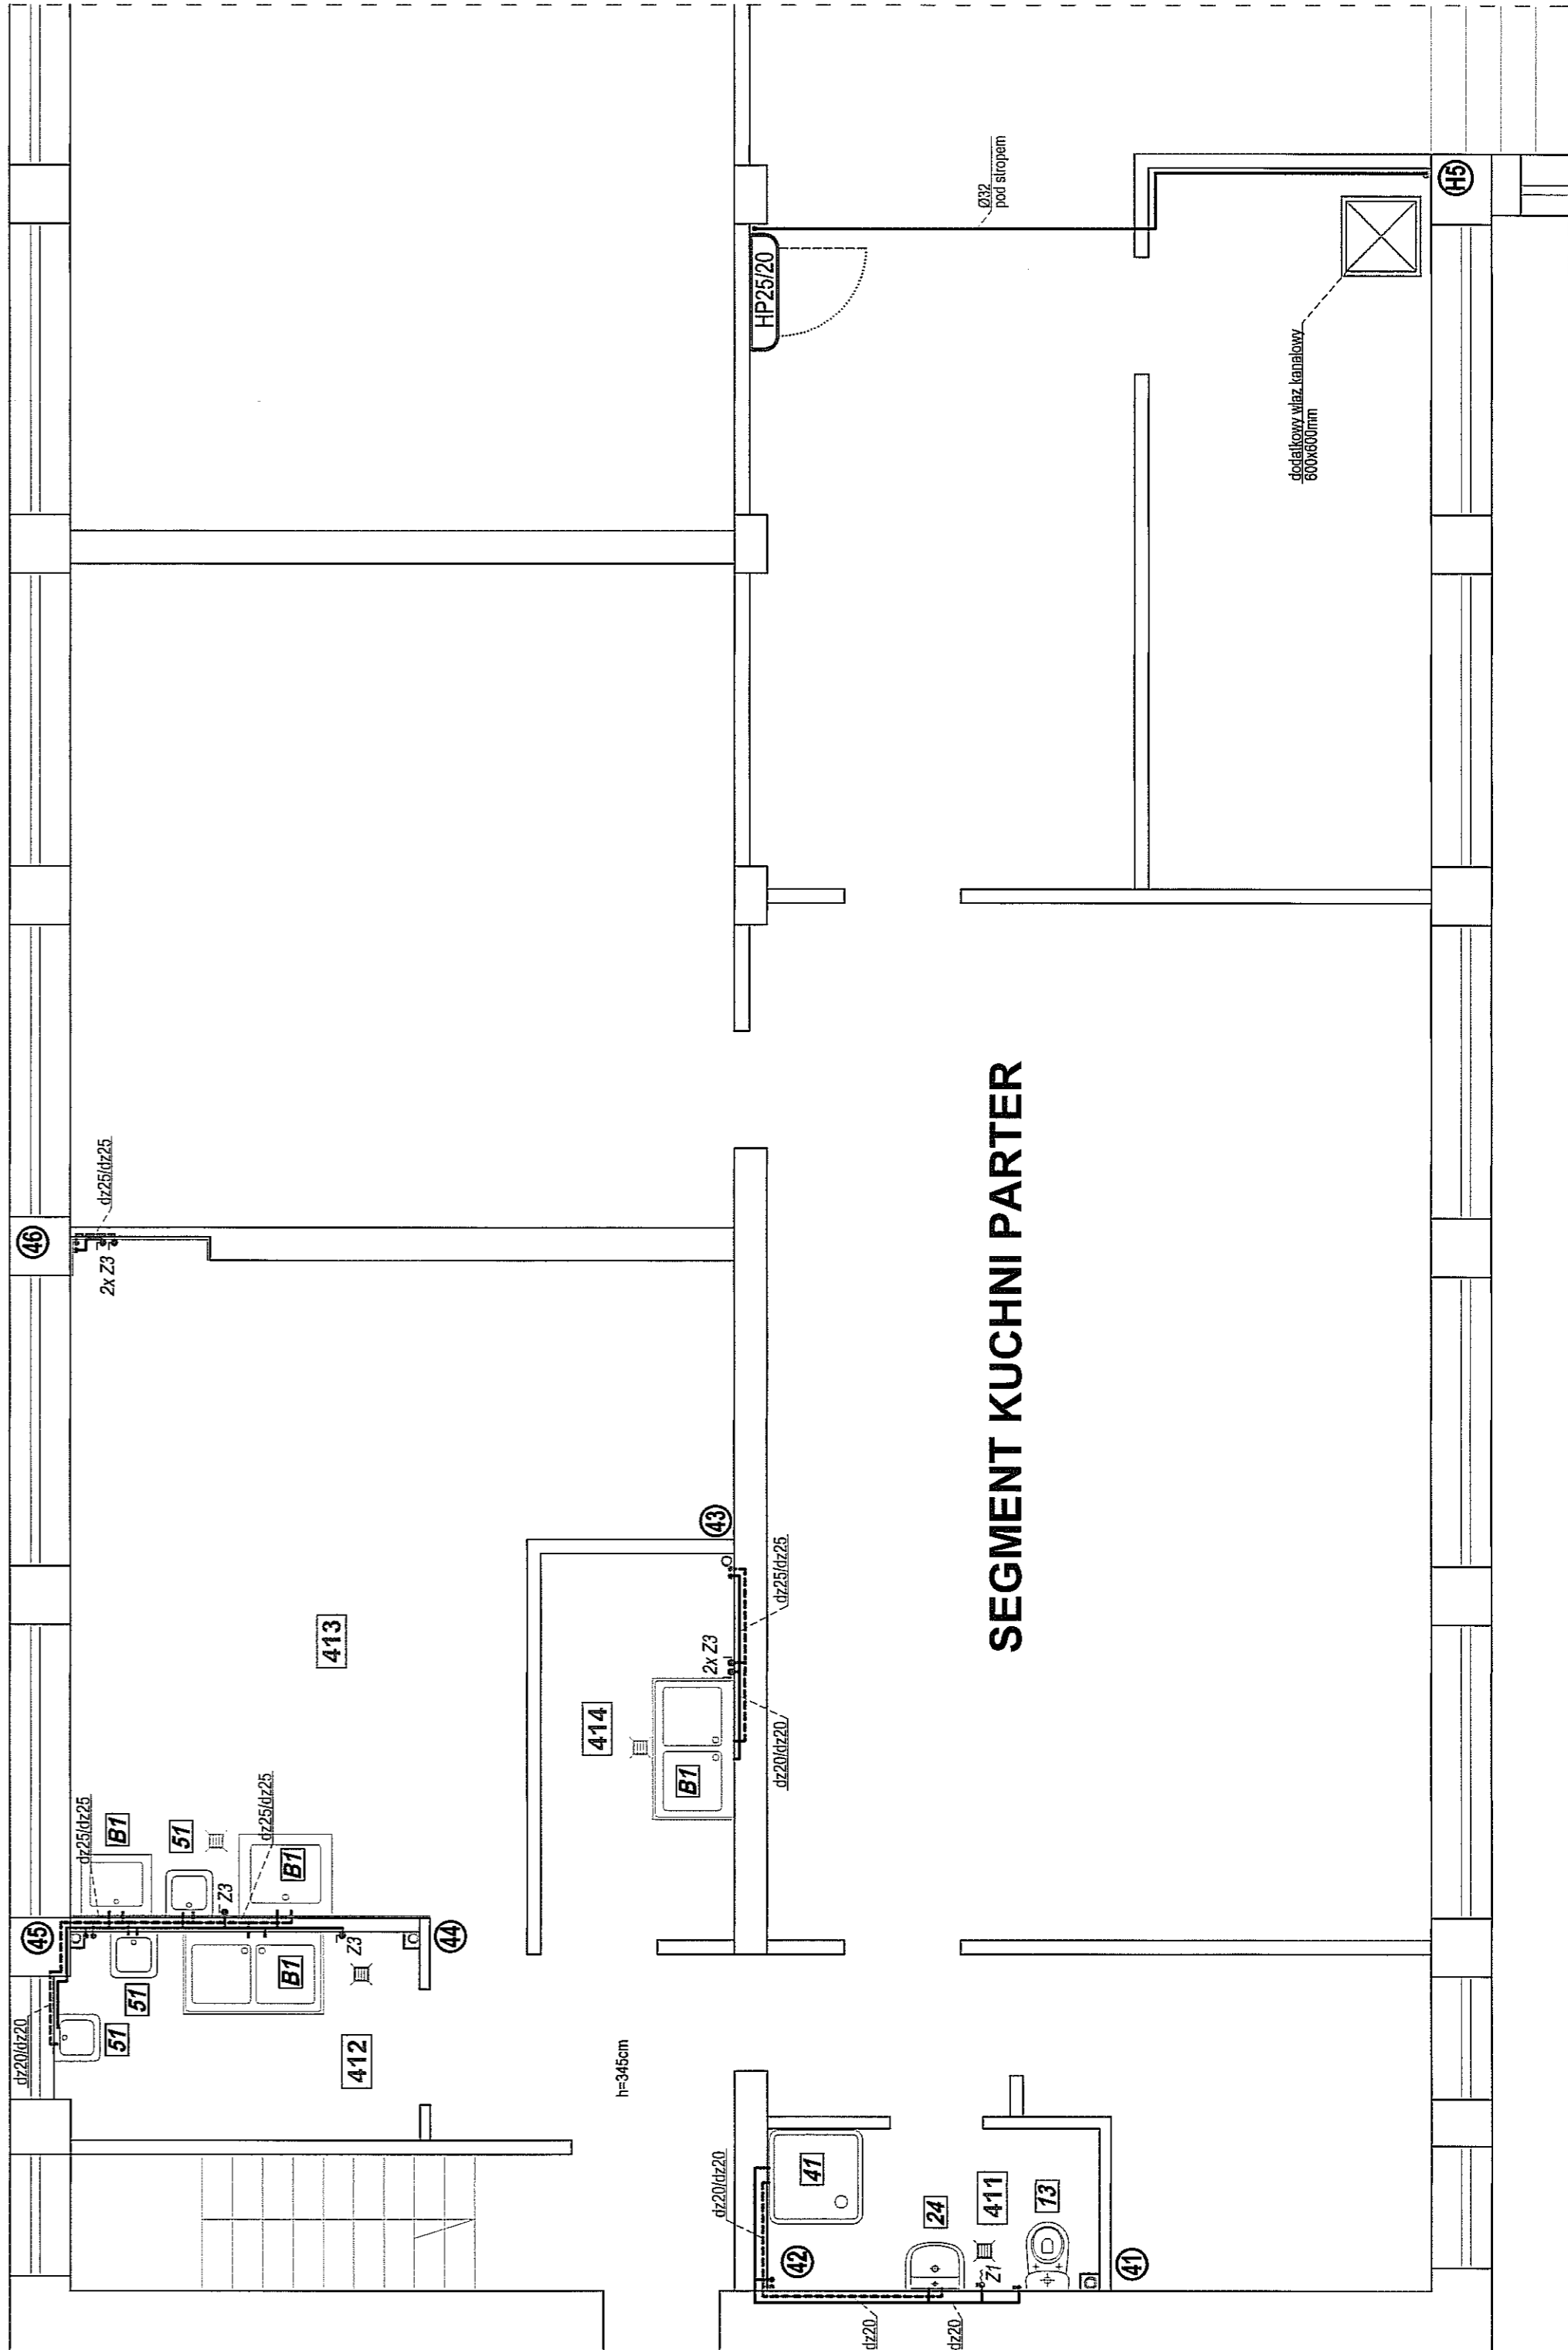 46
dz25/dz25
2x Z3
Ø32
pod stropem
HP25/20
H5
dodatkowy właz kanałowy
600x600mm
SEGMENT KUCHNI PARTER
413
43
dz25/dz25
2x Z3
414
B1
dz20/dz20
dz25/dz25
B1
51
dz25/dz25
B1
Z3
45
44
Z3
B1
51
51
dz20/dz20
412
h=345cm
dz20/dz20
41
42
24
411
13
Z1
41
dz20
dz20